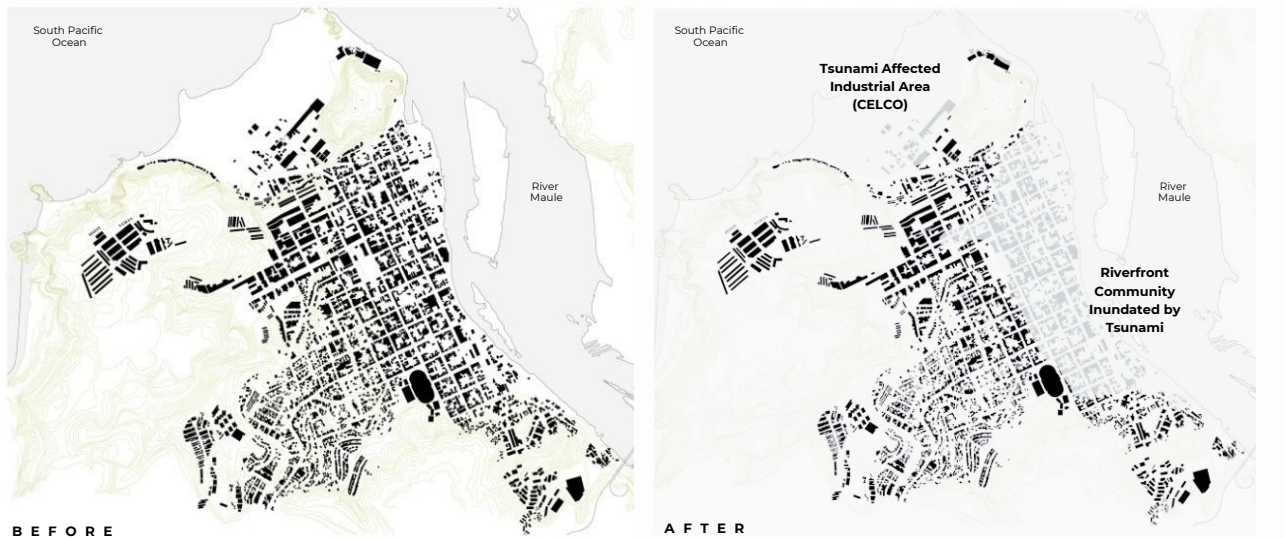 South Pacific
Ocean
River
Maule
BEFORE
South Pacific
Ocean
Tsunami Affected
Industrial Area
(CELCO)
River
Maule
Riverfront
Community
Inundated by
Tsunami
AFTER